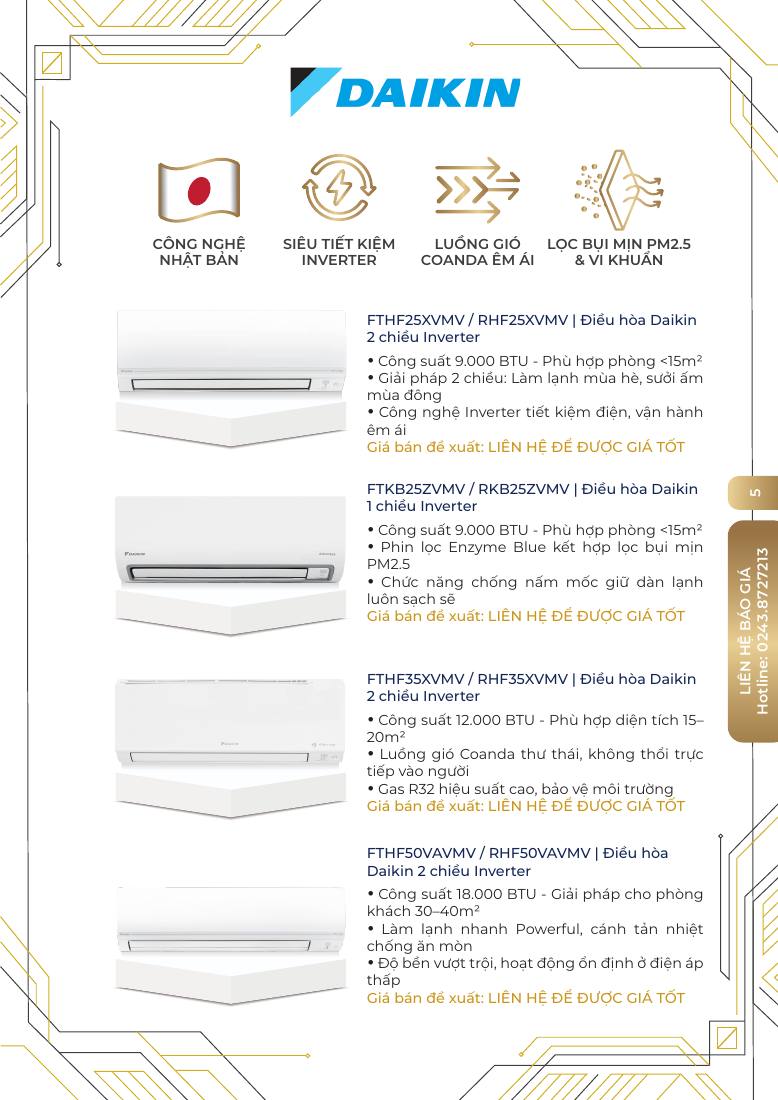 DAIKIN
CÔNG NGHỆ
NHẬT BẢN
SIÊU TIẾT KIỆM
INVERTER
LUỒNG GIÓ
COANDA ÊM ÁI
LỌC BỤI MỊN PM2.5
& VI KHUẨN
FTHF25XVMV / RHF25XVMV | Điều hòa Daikin
2 chiều Inverter
• Công suất 9.000 BTU - Phù hợp phòng <15m²
• Giải pháp 2 chiều: Làm lạnh mùa hè, sưởi ấm
mùa đông
• Công nghệ Inverter tiết kiệm điện, vận hành
êm ái
Giá bán đề xuất: LIÊN HỆ ĐỂ ĐƯỢC GIÁ TỐT
FTKB25ZVMV / RKB25ZVMV | Điều hòa Daikin
1 chiều Inverter
• Công suất 9.000 BTU - Phù hợp phòng <15m²
• Phin lọc Enzyme Blue kết hợp lọc bụi mịn
PM2.5
• Chức năng chống nấm mốc giữ dàn lạnh
luôn sạch sẽ
Giá bán đề xuất: LIÊN HỆ ĐỂ ĐƯỢC GIÁ TỐT
DAIKIN
5
LIÊN HỆ BÁO GIÁ
Hotline: 0243.8727213
FTHF35XVMV / RHF35XVMV | Điều hòa Daikin
2 chiều Inverter
• Công suất 12.000 BTU - Phù hợp diện tích 15–
20m²
• Luồng gió Coanda thư thái, không thổi trực
tiếp vào người
• Gas R32 hiệu suất cao, bảo vệ môi trường
Giá bán đề xuất: LIÊN HỆ ĐỂ ĐƯỢC GIÁ TỐT
DAIKIN
FTHF50VAVMV / RHF50VAVMV | Điều hòa
Daikin 2 chiều Inverter
• Công suất 18.000 BTU - Giải pháp cho phòng
khách 30–40m²
• Làm lạnh nhanh Powerful, cánh tản nhiệt
chống ăn mòn
• Độ bền vượt trội, hoạt động ổn định ở điện áp
thấp
Giá bán đề xuất: LIÊN HỆ ĐỂ ĐƯỢC GIÁ TỐT